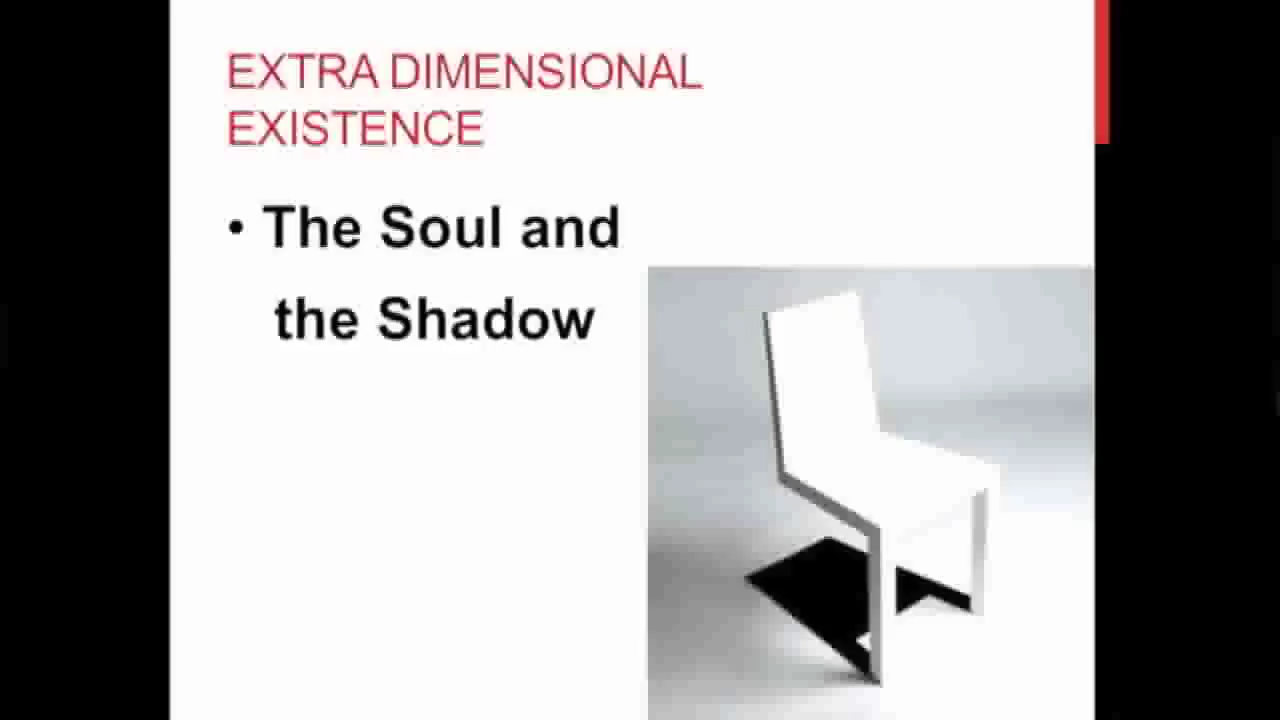 EXTRA DIMENSIONAL
EXISTENCE
• The Soul and
the Shadow